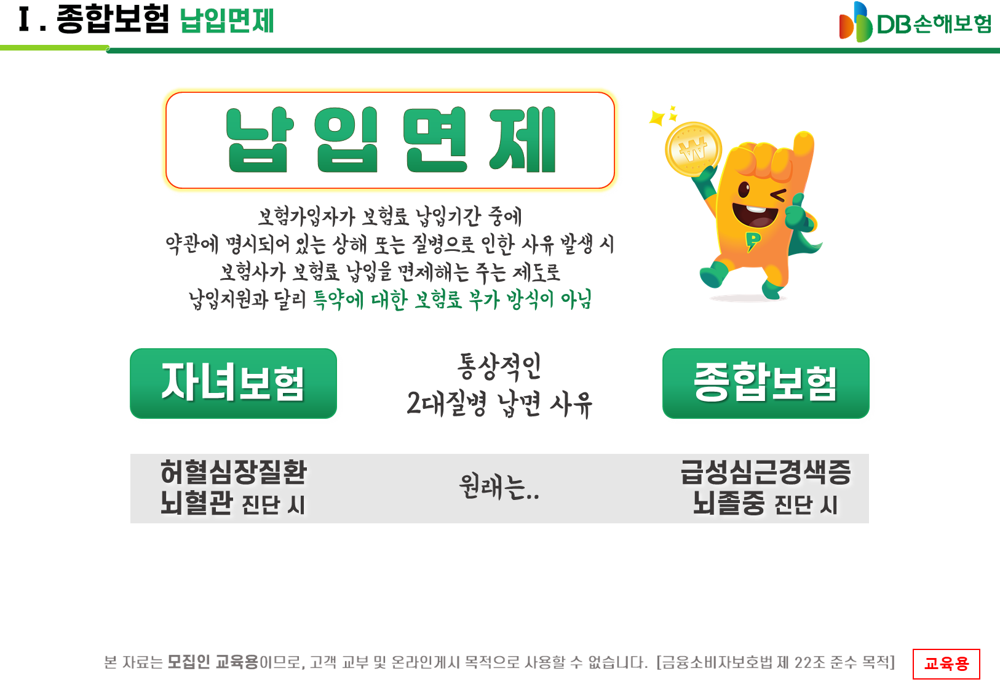 Ⅰ. 종합보험 납입면제
DB손해보험
납입면제
₩
보험가입자가 보험료 납입기간 중에
약관에 명시되어 있는 상해 또는 질병으로 인한 사유 발생 시
보험사가 보험료 납입을 면제해는 주는 제도로
납입지원과 달리 특약에 대한 보험료 부가 방식이 아님
P
자녀보험
통상적인
2대질병 납면 사유
종합보험
허혈심장질환
뇌혈관 진단 시
원래는..
급성심근경색증
뇌졸중 진단 시
본 자료는 모집인 교육용이므로, 고객 교부 및 온라인게시 목적으로 사용할 수 없습니다. [금융소비자보호법 제 22조 준수 목적]
교육용